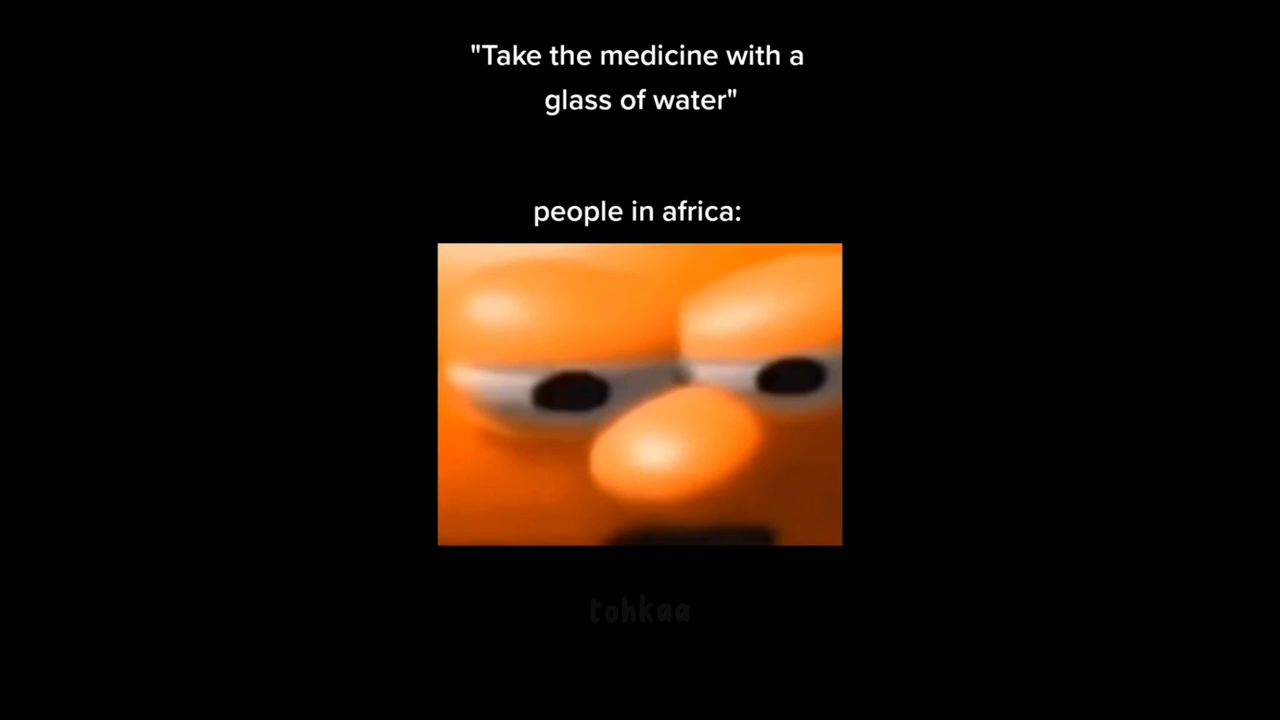 "Take the medicine with a
glass of water"
people in africa:
tohkaa